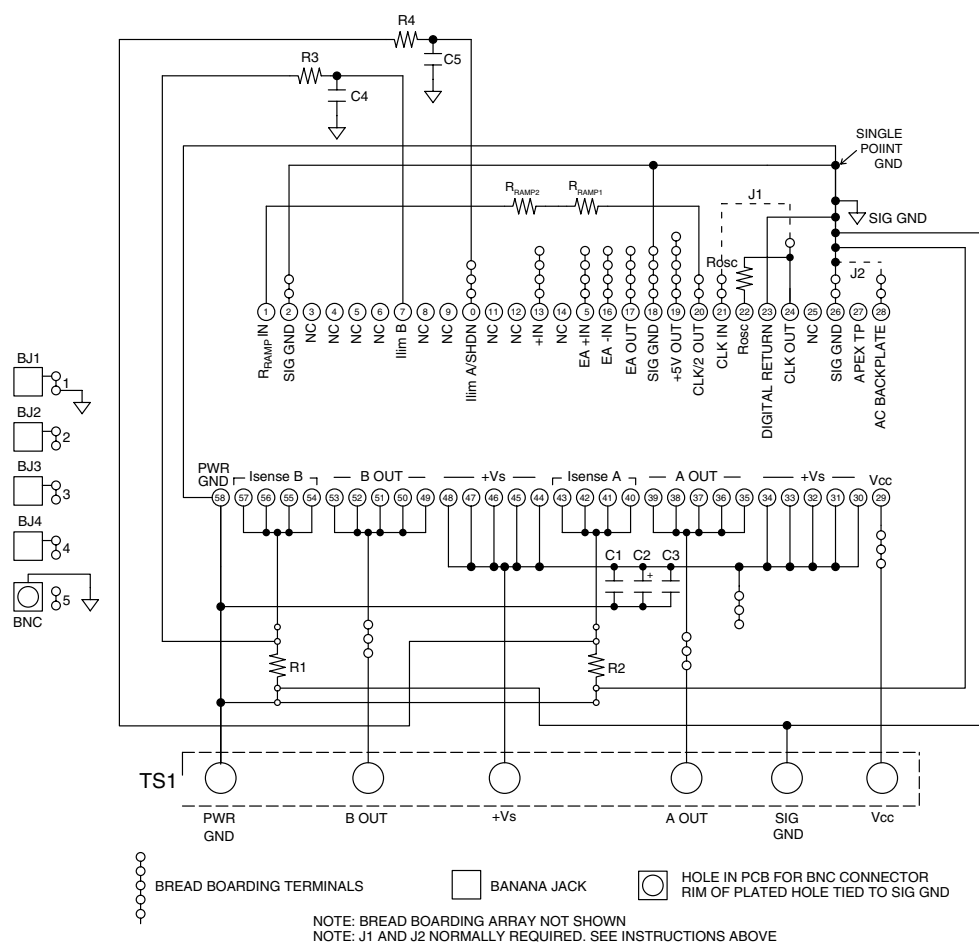 R4
C5
R3
C4
SINGLE
POIINT
GND
RRAMP2
RRAMP1
J1
SIG GND
Rosc
J2
1 2 3 4 5 6 7 8 9 0 11 12 13 14 5 16 17 18 19 20 21 22 23 24 25 26 27 28
RRAMP IN
SIG GND
NC
NC
NC
NC
Ilim B
NC
NC
Ilim A/SHDN
NC
NC
+IN
NC
EA +IN
EA -IN
EA OUT
SIG GND
+5V OUT
CLK/2 OUT
CLK IN
Rosc
DIGITAL RETURN
CLK OUT
NC
SIG GND
APEX TP
AC BACKPLATE
BJ1
1
BJ2
2
BJ3
3
BJ4
4
5
BNC
PWR
GND
Isense B
B OUT
+Vs
Isense A
A OUT
+Vs
Vcc
58 57 56 55 54 53 52 51 50 49 48 47 46 45 44 43 42 41 40 39 38 37 36 35 34 33 32 31 30 29
C1 C2 C3
+
R1
R2
TS1
PWR
GND
B OUT
+Vs
A OUT
SIG
GND
Vcc
BREAD BOARDING TERMINALS
BANANA JACK
HOLE IN PCB FOR BNC CONNECTOR
RIM OF PLATED HOLE TIED TO SIG GND
NOTE: BREAD BOARDING ARRAY NOT SHOWN
NOTE: J1 AND J2 NORMALLY REQUIRED. SEE INSTRUCTIONS ABOVE